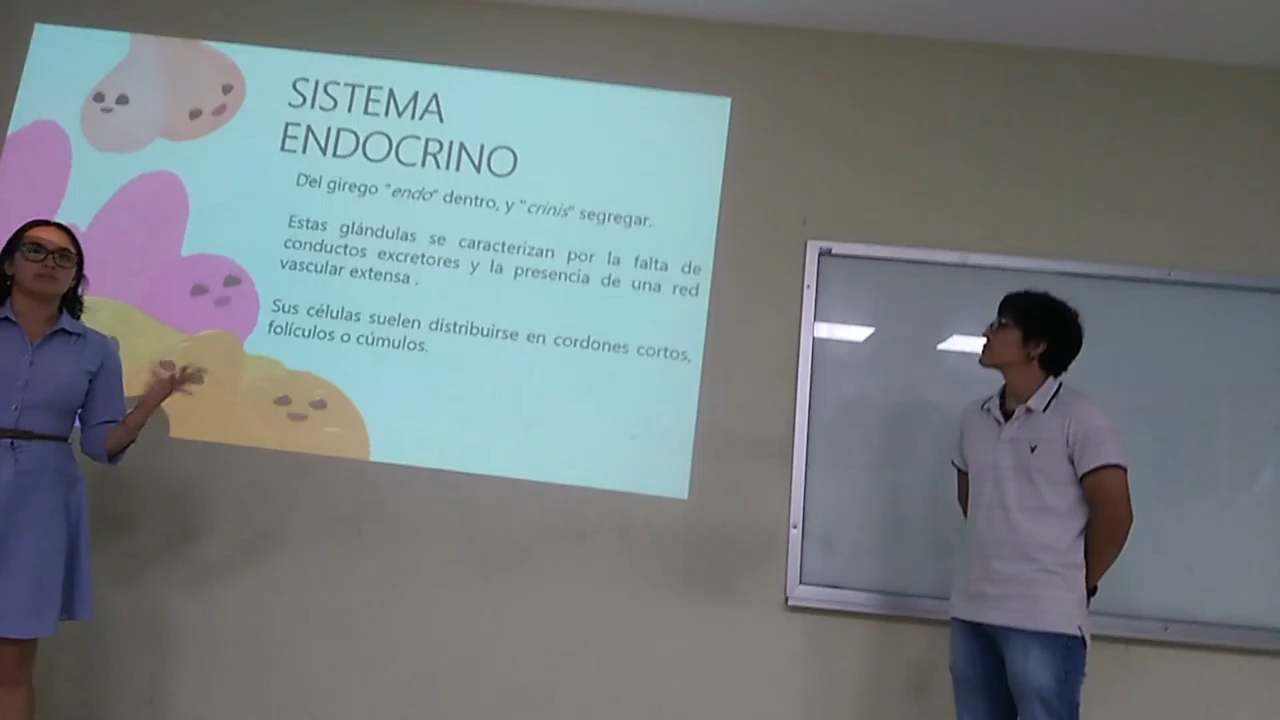 SISTEMA
ENDOCRINO
Del girego "endo" dentro, y "crinis" segregar.
Estas glándulas se caracterizan por la falta de
conductos excretores y la presencia de una red
vascular extensa .
Sus células suelen distribuirse en cordones cortos,
folículos o cúmulos.